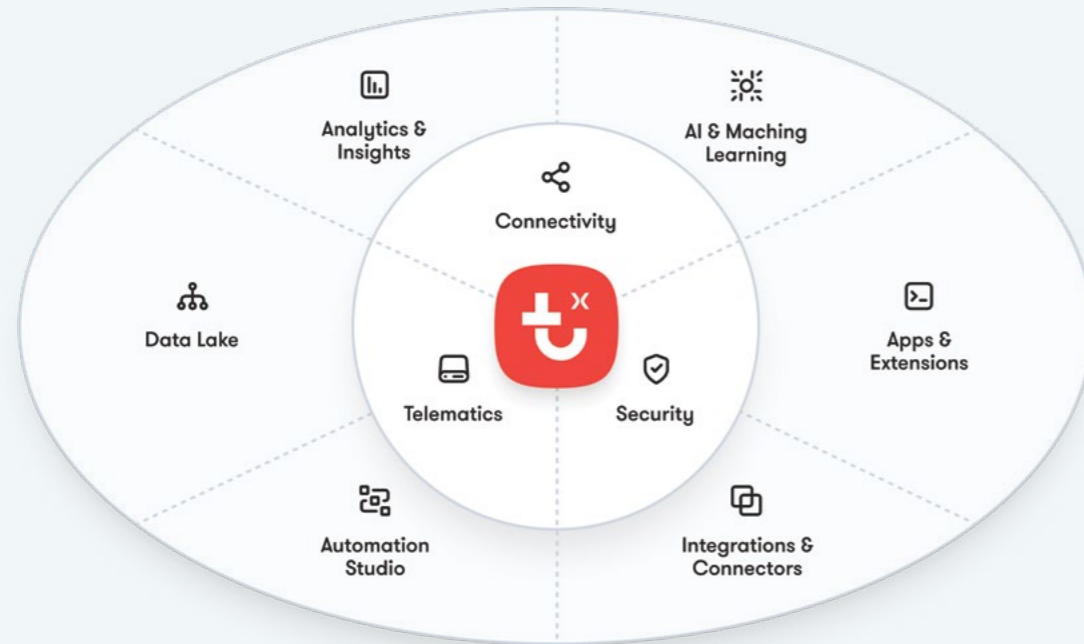 Analytics &
Insights
AI & Maching
Learning
Connectivity
Data Lake
Apps &
Extensions
Telematics
Security
Automation
Studio
Integrations &
Connectors